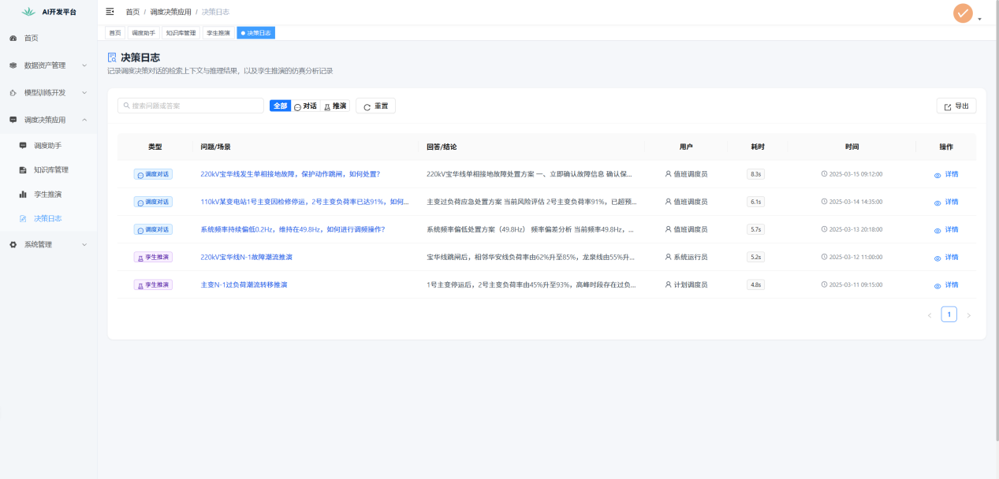 AI开发平台
首页 / 调度决策应用 / 决策日志
首页 调度助手 知识库管理 孪生推演 决策日志
首页
数据资产管理
模型训练开发
调度决策应用
调度助手
知识库管理
孪生推演
决策日志
系统管理
决策日志
记录调度决策对话的检索上下文与推理结果，以及孪生推演的仿真分析记录
搜索问题或答案 全部 对话 推演 重置 导出
类型 问题/场景 回答/结论 用户 耗时 时间 操作
调度对话 220kV宝华线发生单相接地故障，保护动作跳闸，如何处置? 220kV宝华线单相接地故障处置方案 一、立即确认故障信息 确认保... 值班调度员 8.3s 2025-03-15 09:12:00 详情
调度对话 110kV某变电站1号主变因检修停运，2号主变负荷率已达91%，如何... 主变过负荷应急处置方案 当前风险评估 2号主变负荷率91%，已超预... 值班调度员 6.1s 2025-03-14 14:35:00 详情
调度对话 系统频率持续偏低0.2Hz，维持在49.8Hz，如何进行调频操作? 系统频率偏低处置方案（49.8Hz） 频率偏差分析 当前频率49.8Hz，... 值班调度员 5.7s 2025-03-13 20:18:00 详情
孪生推演 220kV宝华线N-1故障潮流推演 宝华线跳闸后，相邻华安线负荷率由62%升至85%，龙泉线由55%升... 系统运行员 5.2s 2025-03-12 11:00:00 详情
孪生推演 主变N-1过负荷潮流转移推演 1号主变停运后，2号主变负荷率由45%升至93%，高峰时段存在过负... 计划调度员 4.8s 2025-03-11 09:15:00 详情
1